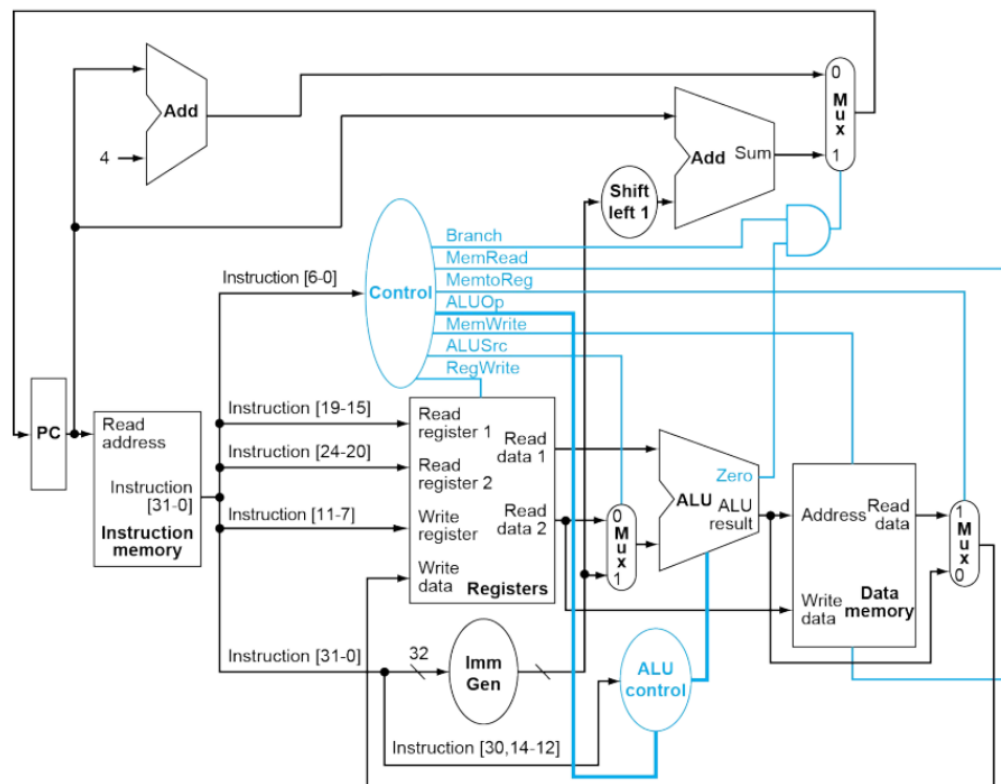 Add
4
Add Sum
Shift
left 1
0
M
u
x
1
Branch
MemRead
MemtoReg
ALUOp
MemWrite
ALUSrc
RegWrite
Control
Instruction [6-0]
Instruction [19-15]
Instruction [24-20]
Instruction [11-7]
Instruction [31-0]
PC
Read
address
Instruction
[31-0]
Instruction
memory
Read
register 1
Read
register 2
Write
register
Write
data
Read
data 1
Read
data 2
Registers
0
M
u
x
1
Zero
ALU
ALU
result
Address
Read
data
Write
data
Data
memory
1
M
u
x
0
32
Imm
Gen
ALU
control
Instruction [30,14-12]